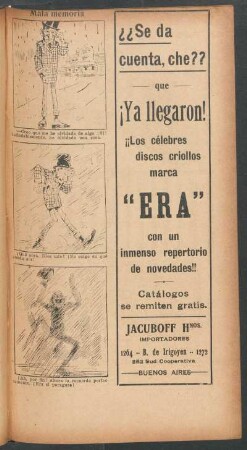 Mala memoria
¿¿Se da
cuenta, che??
que
¡Ya llegaron!
¡¡Los célebres
discos criollos
marca
"ERA"
con un
inmenso repertorio
de novedades!!
Catálogos
se remiten gratis.
JACUBOFF Hnos.
IMPORTADORES
1264 - B. de Irigoyen - 1272
282 Sud Cooperativa
BUENOS AIRES